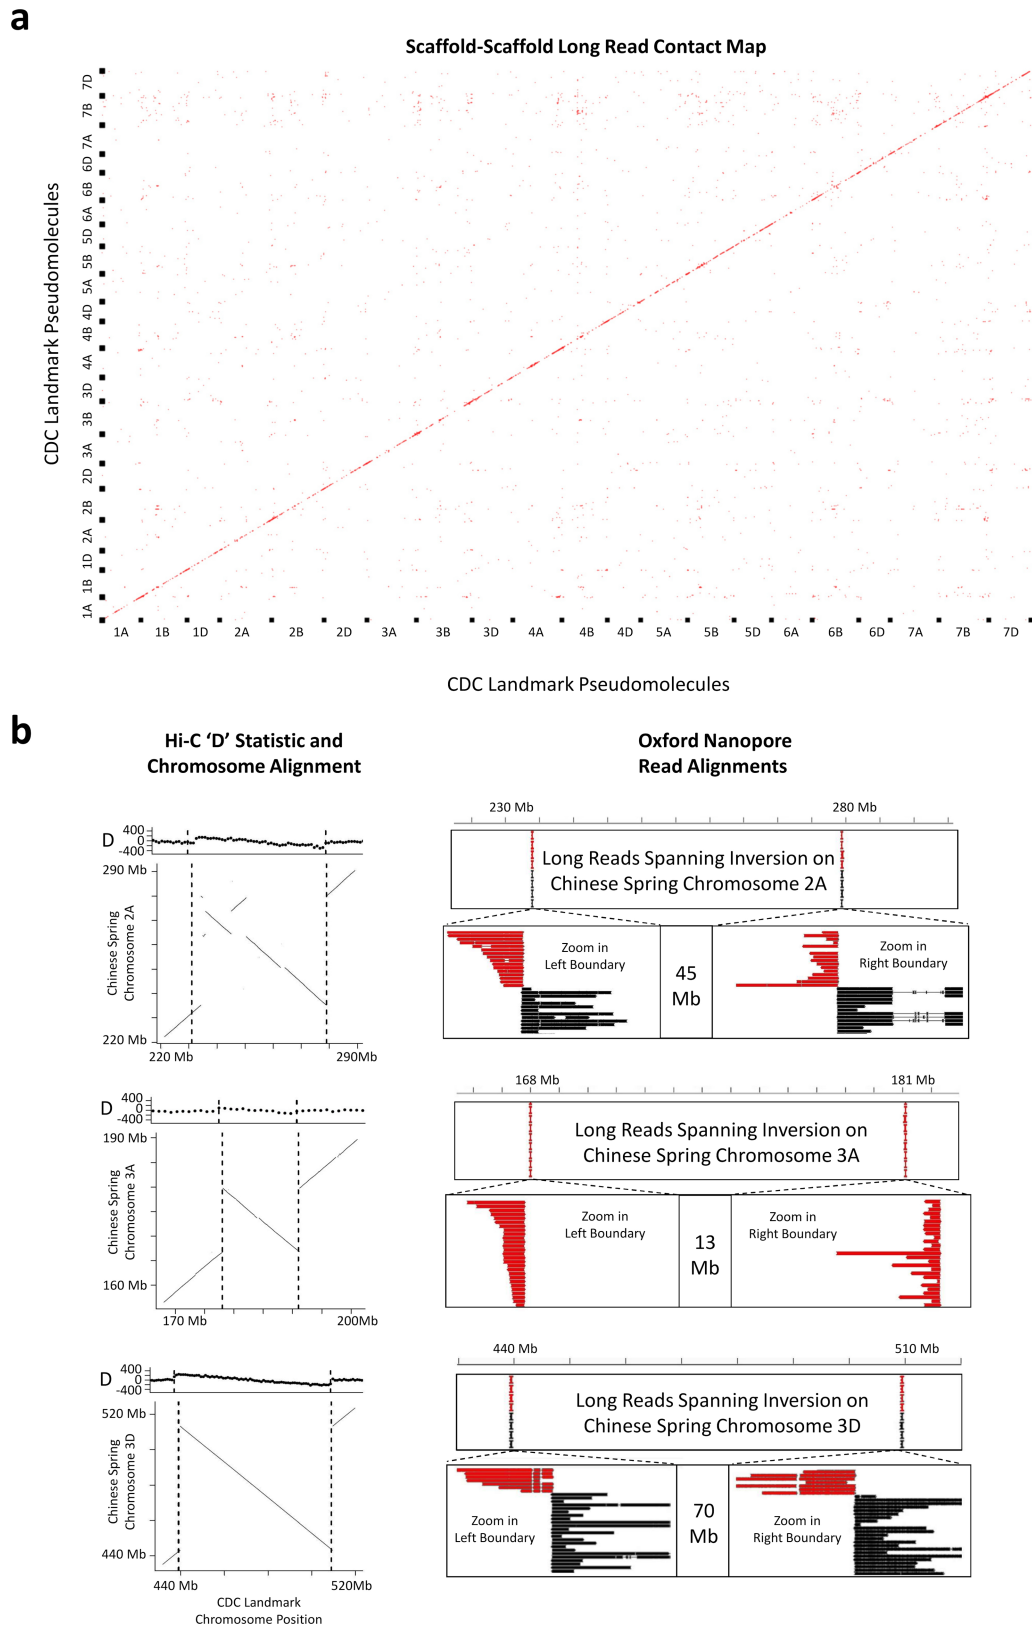 a
Scaffold-Scaffold Long Read Contact Map
CDC Landmark Pseudomolecules
7D
7B
7A
6D
6B
6A
5D
5B
5A
4D
4B
4A
3D
3B
3A
2D
2B
2A
1D
1B
1A
1A 1B 1D 2A 2B 2D 3A 3B 3D 4A 4B 4D 5A 5B 5D 6A 6B 6D 7A 7B 7D
CDC Landmark Pseudomolecules
b
Hi-C ‘D’ Statistic and
Chromosome Alignment
Oxford Nanopore
Read Alignments
D
400
0
-400
290 Mb
Chinese Spring
Chromosome 2A
220 Mb
220 Mb 290Mb
230 Mb 280 Mb
Long Reads Spanning Inversion on
Chinese Spring Chromosome 2A
Zoom in
Left Boundary
45
Mb
Zoom in
Right Boundary
D
400
0
-400
190 Mb
Chinese Spring
Chromosome 3A
160 Mb
170 Mb 200Mb
168 Mb 181 Mb
Long Reads Spanning Inversion on
Chinese Spring Chromosome 3A
Zoom in
Left Boundary
13
Mb
Zoom in
Right Boundary
D
400
0
-400
520 Mb
Chinese Spring
Chromosome 3D
440 Mb
440 Mb 520Mb
CDC Landmark
Chromosome Position
440 Mb 510 Mb
Long Reads Spanning Inversion on
Chinese Spring Chromosome 3D
Zoom in
Left Boundary
70
Mb
Zoom in
Right Boundary